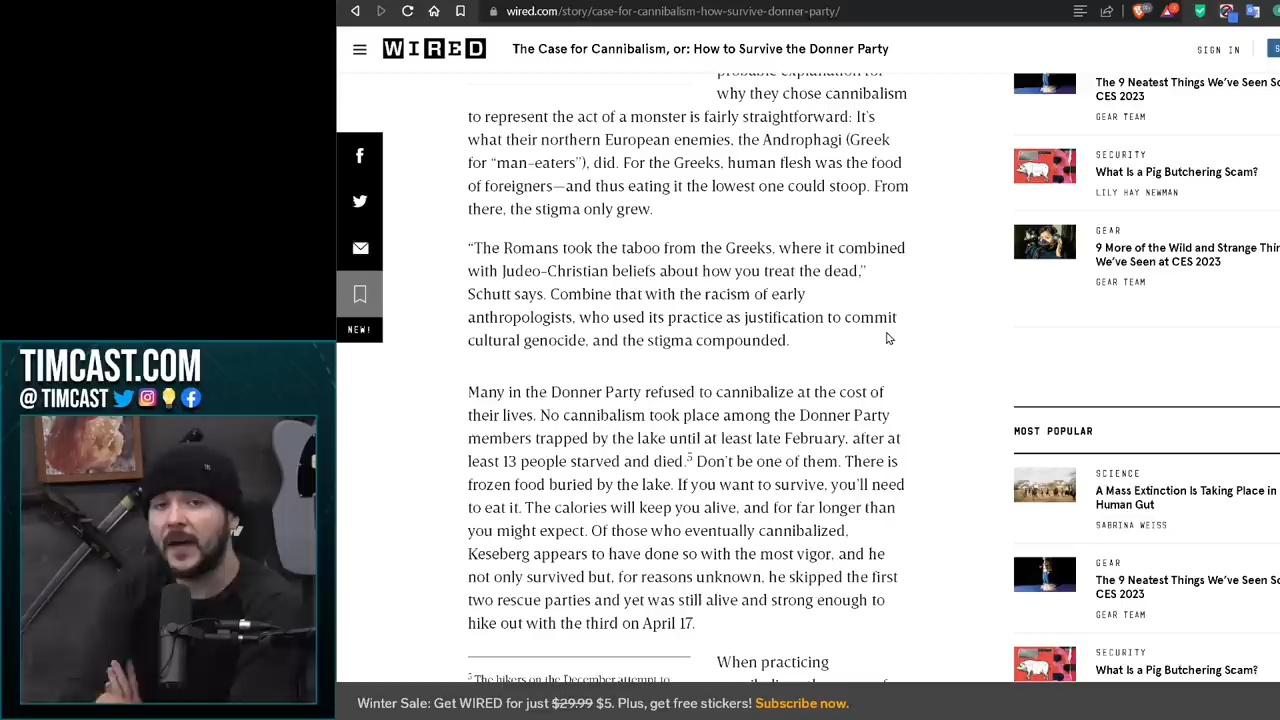 wired.com/story/case-for-cannibalism-how-survive-donner-party/
WIRED
The Case for Cannibalism, or: How to Survive the Donner Party
SIGN IN
probable explanation for
why they chose cannibalism
to represent the act of a monster is fairly straightforward: It's
what their northern European enemies, the Androphagi (Greek
for “man-eaters”), did. For the Greeks, human flesh was the food
of foreigners—and thus eating it the lowest one could stoop. From
there, the stigma only grew.
“The Romans took the taboo from the Greeks, where it combined
with Judeo-Christian beliefs about how you treat the dead,”
Schutt says. Combine that with the racism of early
anthropologists, who used its practice as justification to commit
cultural genocide, and the stigma compounded.
Many in the Donner Party refused to cannibalize at the cost of
their lives. No cannibalism took place among the Donner Party
members trapped by the lake until at least late February, after at
least 13 people starved and died.5 Don't be one of them. There is
frozen food buried by the lake. If you want to survive, you'll need
to eat it. The calories will keep you alive, and for far longer than
you might expect. Of those who eventually cannibalized,
Keseberg appears to have done so with the most vigor, and he
not only survived but, for reasons unknown, he skipped the first
two rescue parties and yet was still alive and strong enough to
hike out with the third on April 17.
When practicing
5 The hikers on the December attempt to
NEW!
The 9 Neatest Things We've Seen
CES 2023
GEAR TEAM
SECURITY
What Is a Pig Butchering Scam?
LILY HAY NEWMAN
GEAR
9 More of the Wild and Strange
We've Seen at CES 2023
GEAR TEAM
MOST POPULAR
SCIENCE
A Mass Extinction Is Taking Place in
Human Gut
SABRINA WEISS
GEAR
The 9 Neatest Things We've Seen
CES 2023
GEAR TEAM
SECURITY
What Is a Pig Butchering Scam?
TIMCAST.COM
@ TIMCAST
Winter Sale: Get WIRED for just $29.99 $5. Plus, get free stickers! Subscribe now.